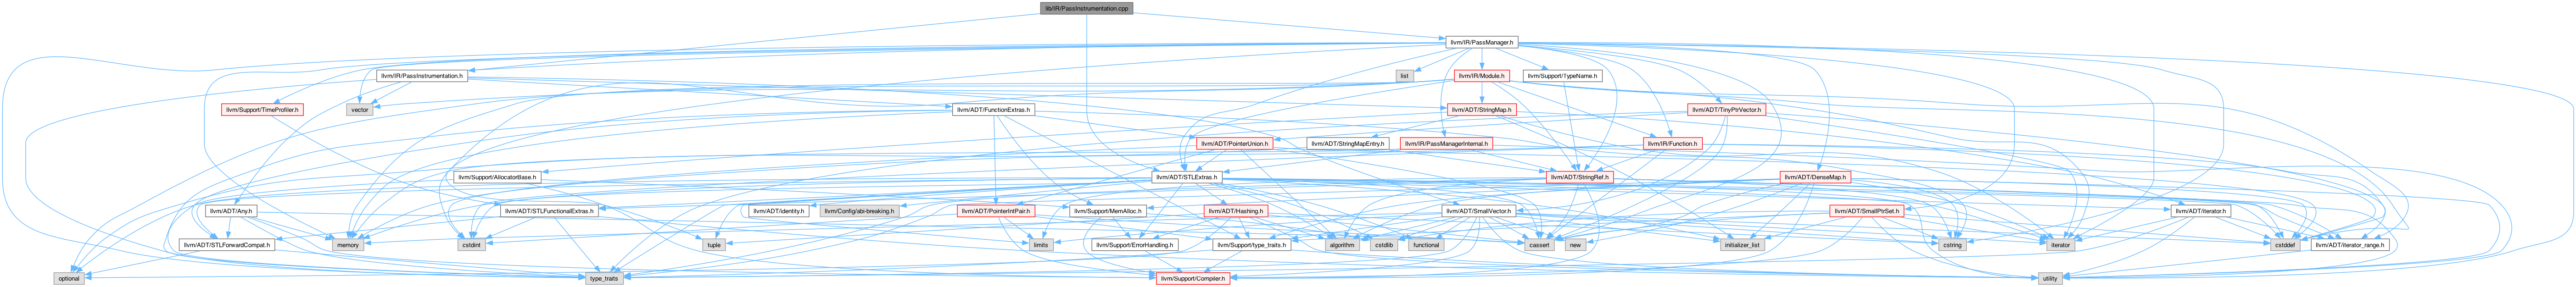 lib/IR/PassInstrumentation.cpp
llvm/IR/PassManager.h
llvm/IR/PassInstrumentation.h
list
llvm/IR/Module.h
llvm/Support/TypeName.h
llvm/Support/TimeProfiler.h
vector
llvm/ADT/FunctionExtras.h
llvm/ADT/StringMap.h
llvm/ADT/TinyPtrVector.h
llvm/ADT/PointerUnion.h
llvm/ADT/StringMapEntry.h
llvm/IR/PassManagerInternal.h
llvm/IR/Function.h
llvm/Support/AllocatorBase.h
llvm/ADT/STLExtras.h
llvm/ADT/StringRef.h
llvm/ADT/DenseMap.h
llvm/ADT/Any.h
llvm/ADT/STLFunctionalExtras.h
llvm/ADT/identity.h
llvm/Config/abi-breaking.h
llvm/ADT/PointerIntPair.h
llvm/Support/MemAlloc.h
llvm/ADT/Hashing.h
llvm/ADT/SmallVector.h
llvm/ADT/SmallPtrSet.h
llvm/ADT/iterator.h
llvm/ADT/STLForwardCompat.h
memory
cstdint
tuple
limits
llvm/Support/ErrorHandling.h
llvm/Support/type_traits.h
algorithm
cstdlib
functional
cassert
new
initializer_list
cstring
iterator
cstddef
llvm/ADT/iterator_range.h
optional
type_traits
llvm/Support/Compiler.h
utility